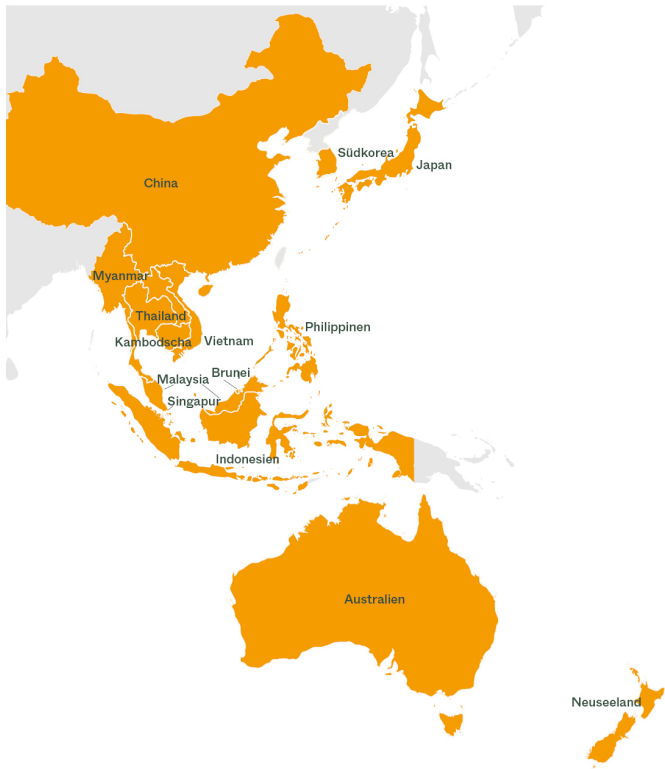 Südkorea
Japan
China
Myanmar
Thailand
Philippinen
Kambodscha
Vietnam
Brunei
Malaysia
Singapur
Indonesien
Australien
Neuseeland